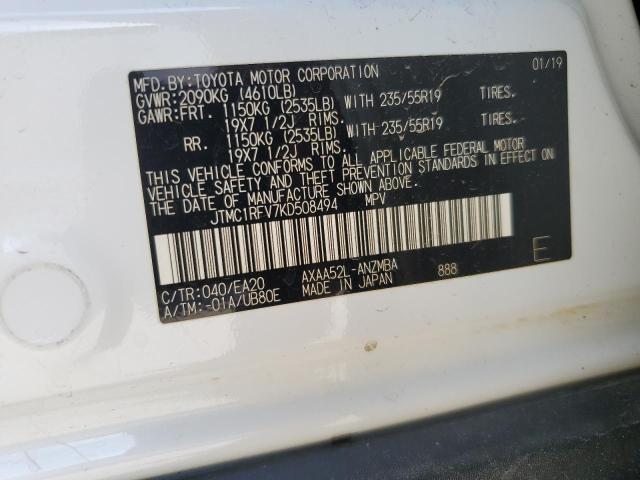 MFD.BY:TOYOTA MOTOR CORPORATION 01/19
GVWR:2090KG (4610LB)
GAWR:FRT. 1150KG (2535LB) WITH 235/55R19 TIRES.
19X7 1/2J RIMS.
RR. 1150KG (2535LB) WITH 235/55R19 TIRES.
19X7 1/2J RIMS.
THIS VEHICLE CONFORMS TO ALL APPLICABLE FEDERAL MOTOR
VEHICLE SAFETY AND THEFT PREVENTION STANDARDS IN EFFECT ON
THE DATE OF MANUFACTURE SHOWN ABOVE.
JTMC1RFV7KD508494 MPV
E
C/TR:040/EA20 AXAA52L-ANZMBA 888
A/TM:-01A/UB80E MADE IN JAPAN